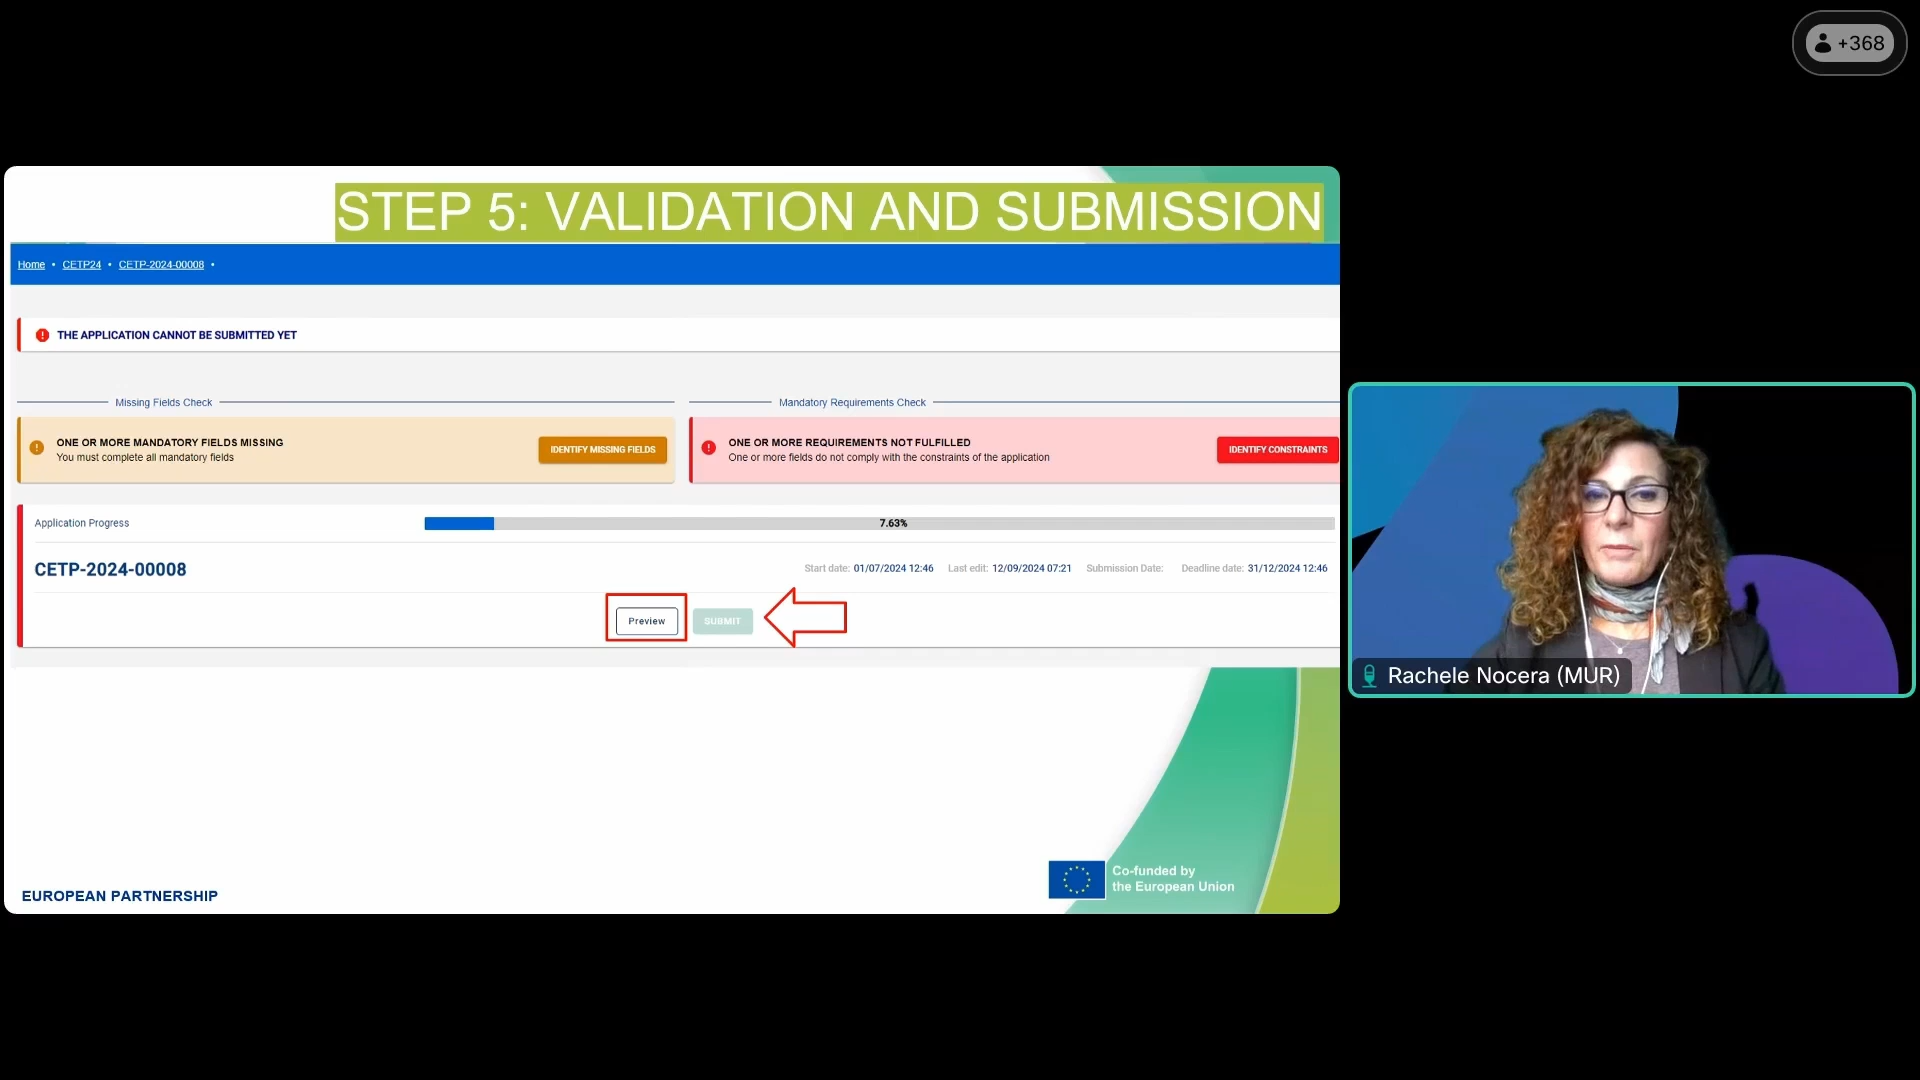 +368
STEP 5: VALIDATION AND SUBMISSION
Home • CETP24 • CETP-2024-00008 •
THE APPLICATION CANNOT BE SUBMITTED YET
Missing Fields Check
Mandatory Requirements Check
ONE OR MORE MANDATORY FIELDS MISSING
You must complete all mandatory fields
IDENTIFY MISSING FIELDS
ONE OR MORE REQUIREMENTS NOT FULFILLED
One or more fields do not comply with the constraints of the application
IDENTIFY CONSTRAINTS
Application Progress
7.63%
CETP-2024-00008
Start date: 01/07/2024 12:46 Last edit: 12/09/2024 07:21 Submission Date: Deadline date: 31/12/2024 12:46
Preview
SUBMIT
Rachele Nocera (MUR)
Co-funded by
the European Union
EUROPEAN PARTNERSHIP